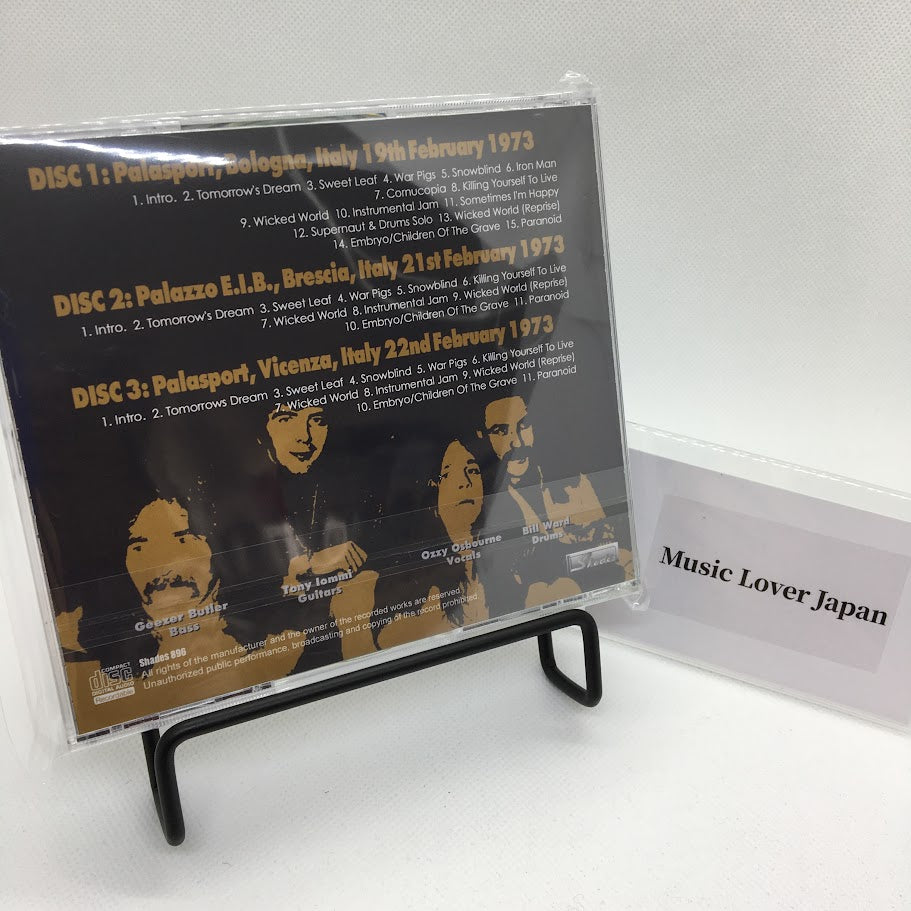 DISC 1: Palasport, Bologna, Italy 19th February 1973
1. Intro. 2. Tomorrow's Dream 3. Sweet Leaf 4. War Pigs 5. Snowblind 6. Iron Man
7. Cornucopia 8. Killing Yourself To Live
9. Wicked World 10. Instrumental Jam 11. Sometimes I'm Happy
12. Supernaut & Drums Solo 13. Wicked World (Reprise)
14. Embryo/Children Of The Grave 15. Paranoid
DISC 2: Palazzo E.I.B., Brescia, Italy 21st February 1973
1. Intro. 2. Tomorrow's Dream 3. Sweet Leaf 4. War Pigs 5. Snowblind 6. Killing Yourself To Live
7. Wicked World 8. Instrumental Jam 9. Wicked World (Reprise)
10. Embryo/Children Of The Grave 11. Paranoid
DISC 3: Palasport, Vicenza, Italy 22nd February 1973
1. Intro. 2. Tomorrows Dream 3. Sweet Leaf 4. Snowblind 5. War Pigs 6. Killing Yourself To Live
7. Wicked World 8. Instrumental Jam 9. Wicked World (Reprise)
10. Embryo/Children Of The Grave 11. Paranoid
Geezer Butler
Bass
Tony Iommi
Guitars
Ozzy Osbourne
Vocals
Bill Ward
Drums
Shades
COMPACT
disc
DIGITAL AUDIO
Recordable
Shades 896
All rights of the manufacturer and the owner of the recorded works are reserved.
Unauthorized public performance, broadcasting and copying of the record prohibited.
Music Lover Japan